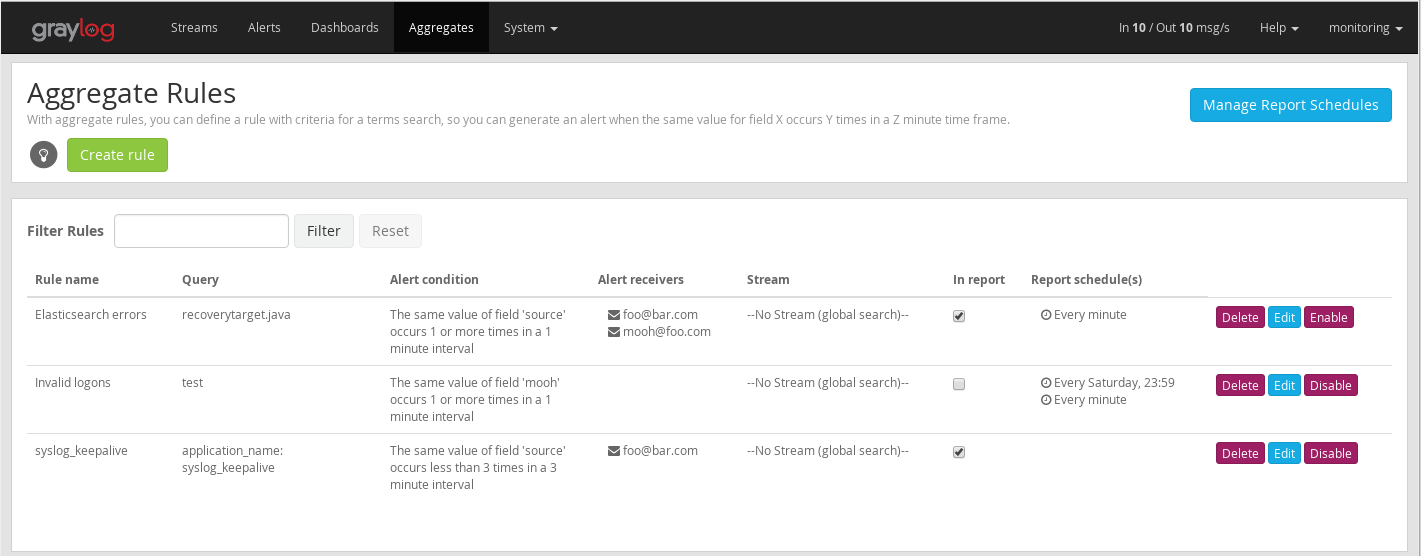 graylog Streams Alerts Dashboards Aggregates System In 10 / Out 10 msg/s Help monitoring
Aggregate Rules
Manage Report Schedules
With aggregate rules, you can define a rule with criteria for a terms search, so you can generate an alert when the same value for field X occurs Y times in a Z minute time frame.
Create rule
Filter Rules Filter Reset
Rule name Query Alert condition Alert receivers Stream In report Report schedule(s)
Elasticsearch errors recoverytarget.java The same value of field 'source' foo@bar.com --No Stream (global search)-- Every minute Delete Edit Enable
occurs 1 or more times in a 1 mooh@foo.com
minute interval
Invalid logons test The same value of field 'mooh' --No Stream (global search)-- Every Saturday, 23:59 Delete Edit Disable
occurs 1 or more times in a 1 Every minute
minute interval
syslog_keepalive application_name: The same value of field 'source' foo@bar.com --No Stream (global search)-- Delete Edit Disable
syslog_keepalive occurs less than 3 times in a 3
minute interval